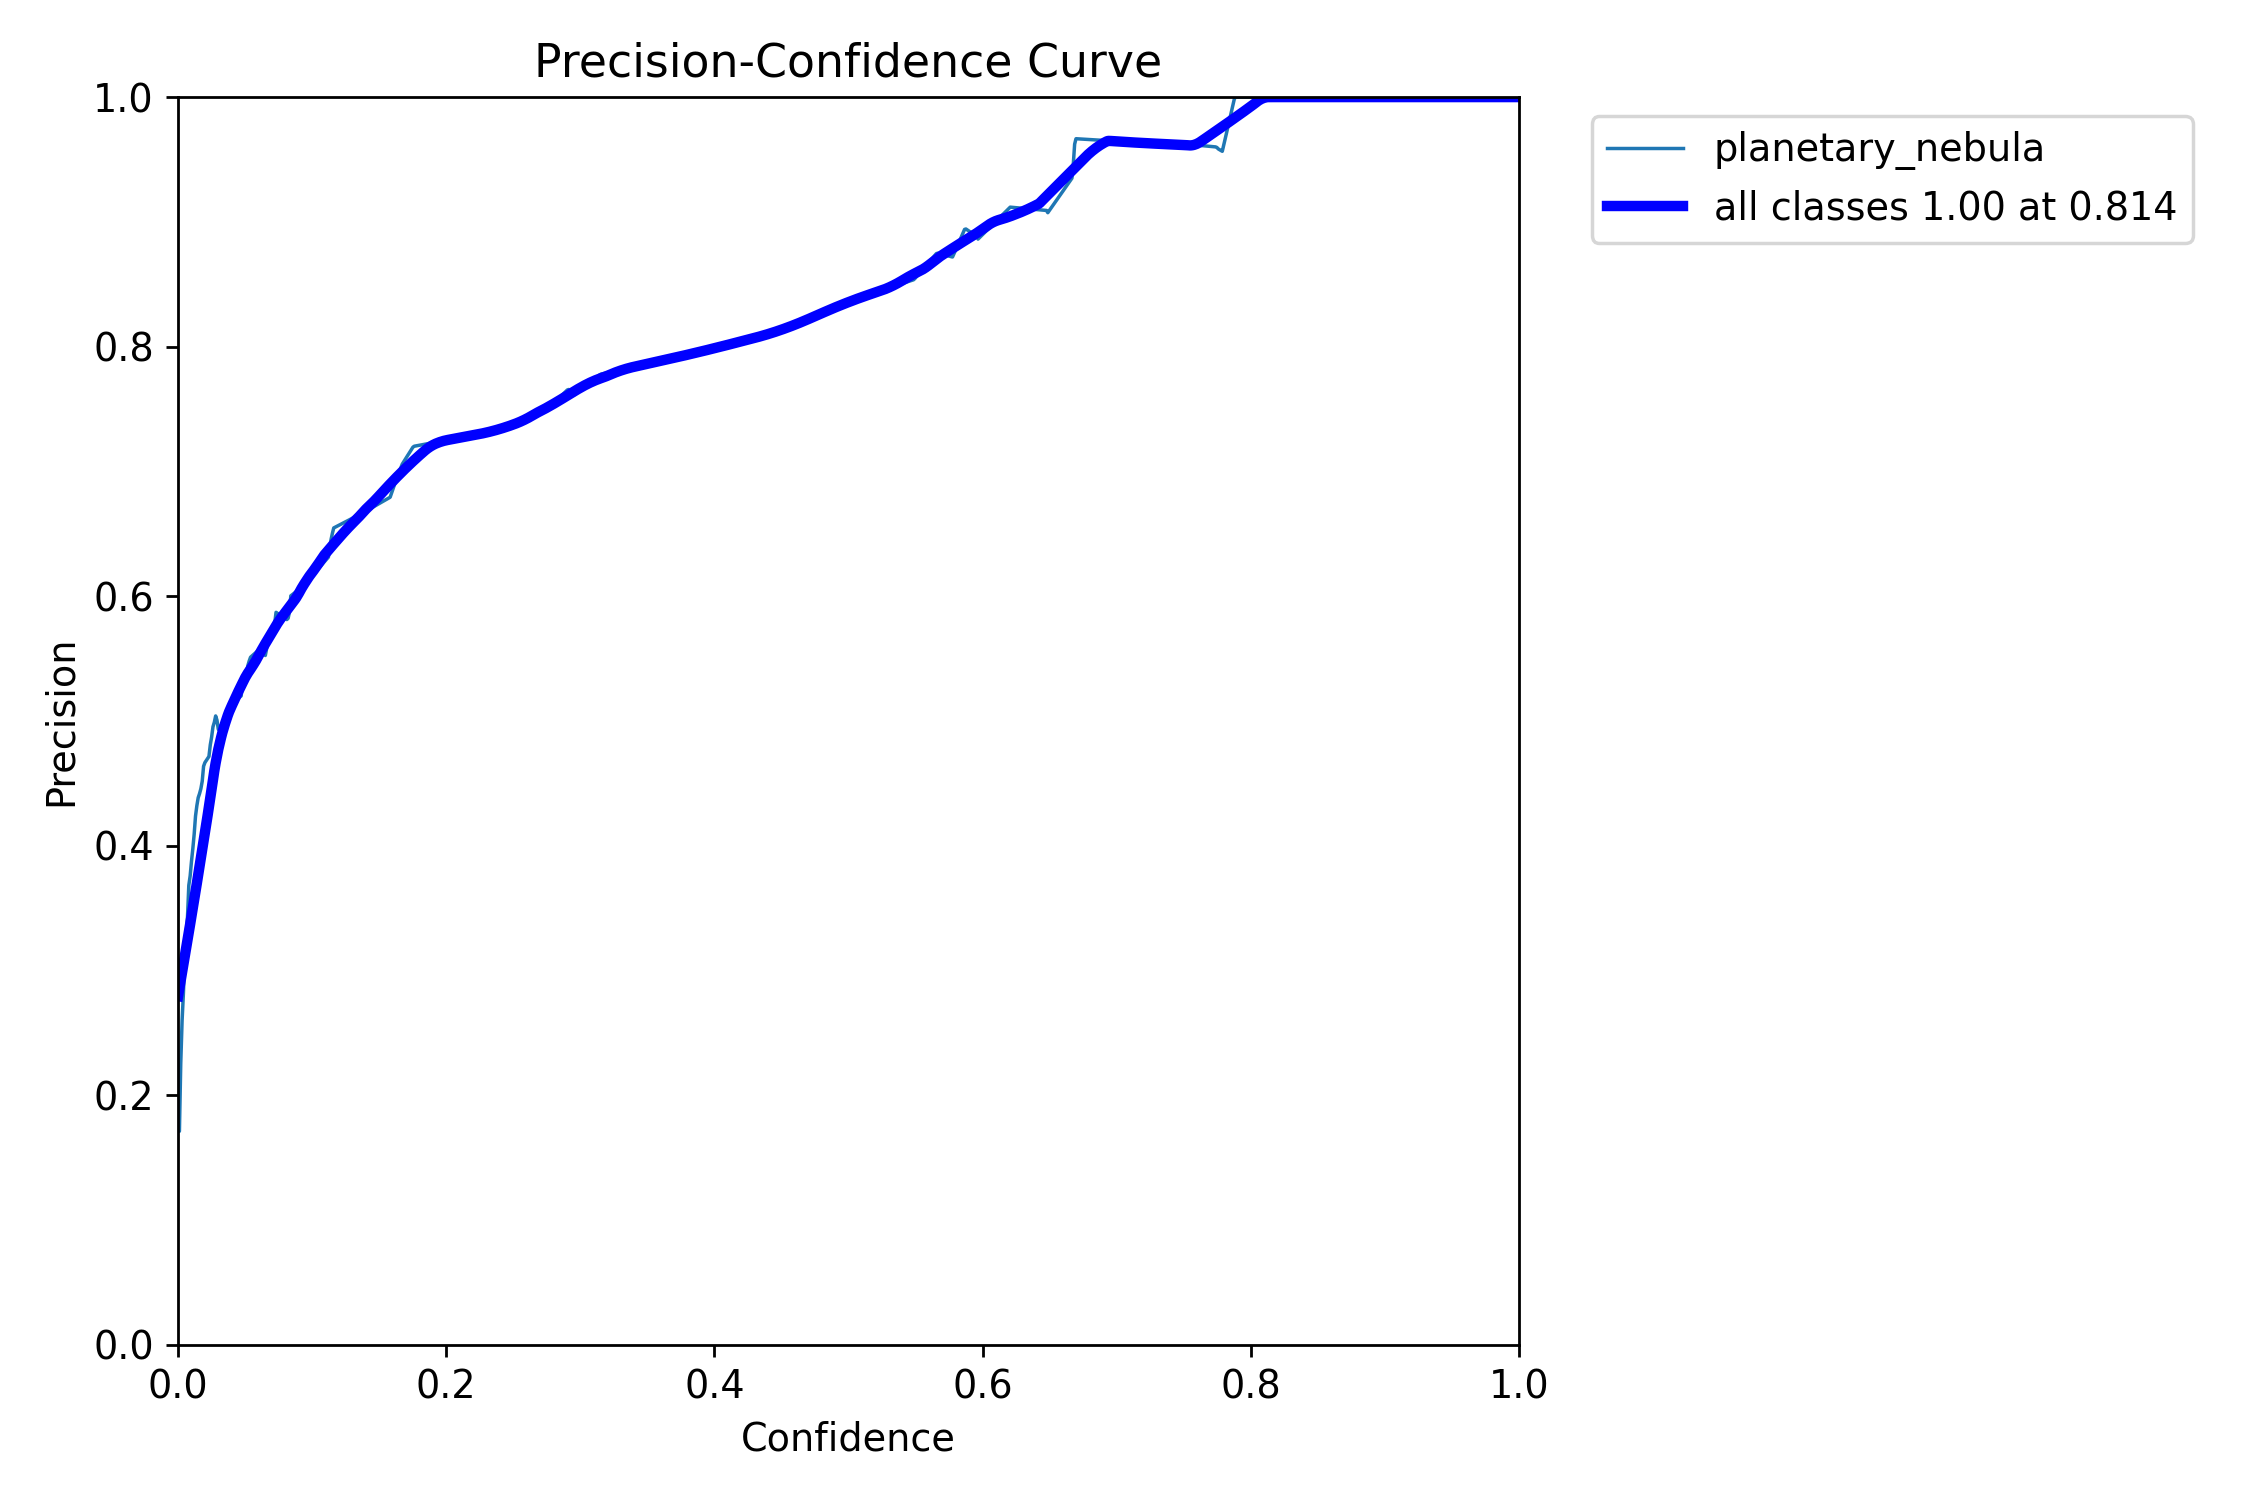 Precision-Confidence Curve
1.0
0.8
0.6
0.4
0.2
0.0
Precision
0.0 0.2 0.4 0.6 0.8 1.0
Confidence
planetary_nebula
all classes 1.00 at 0.814